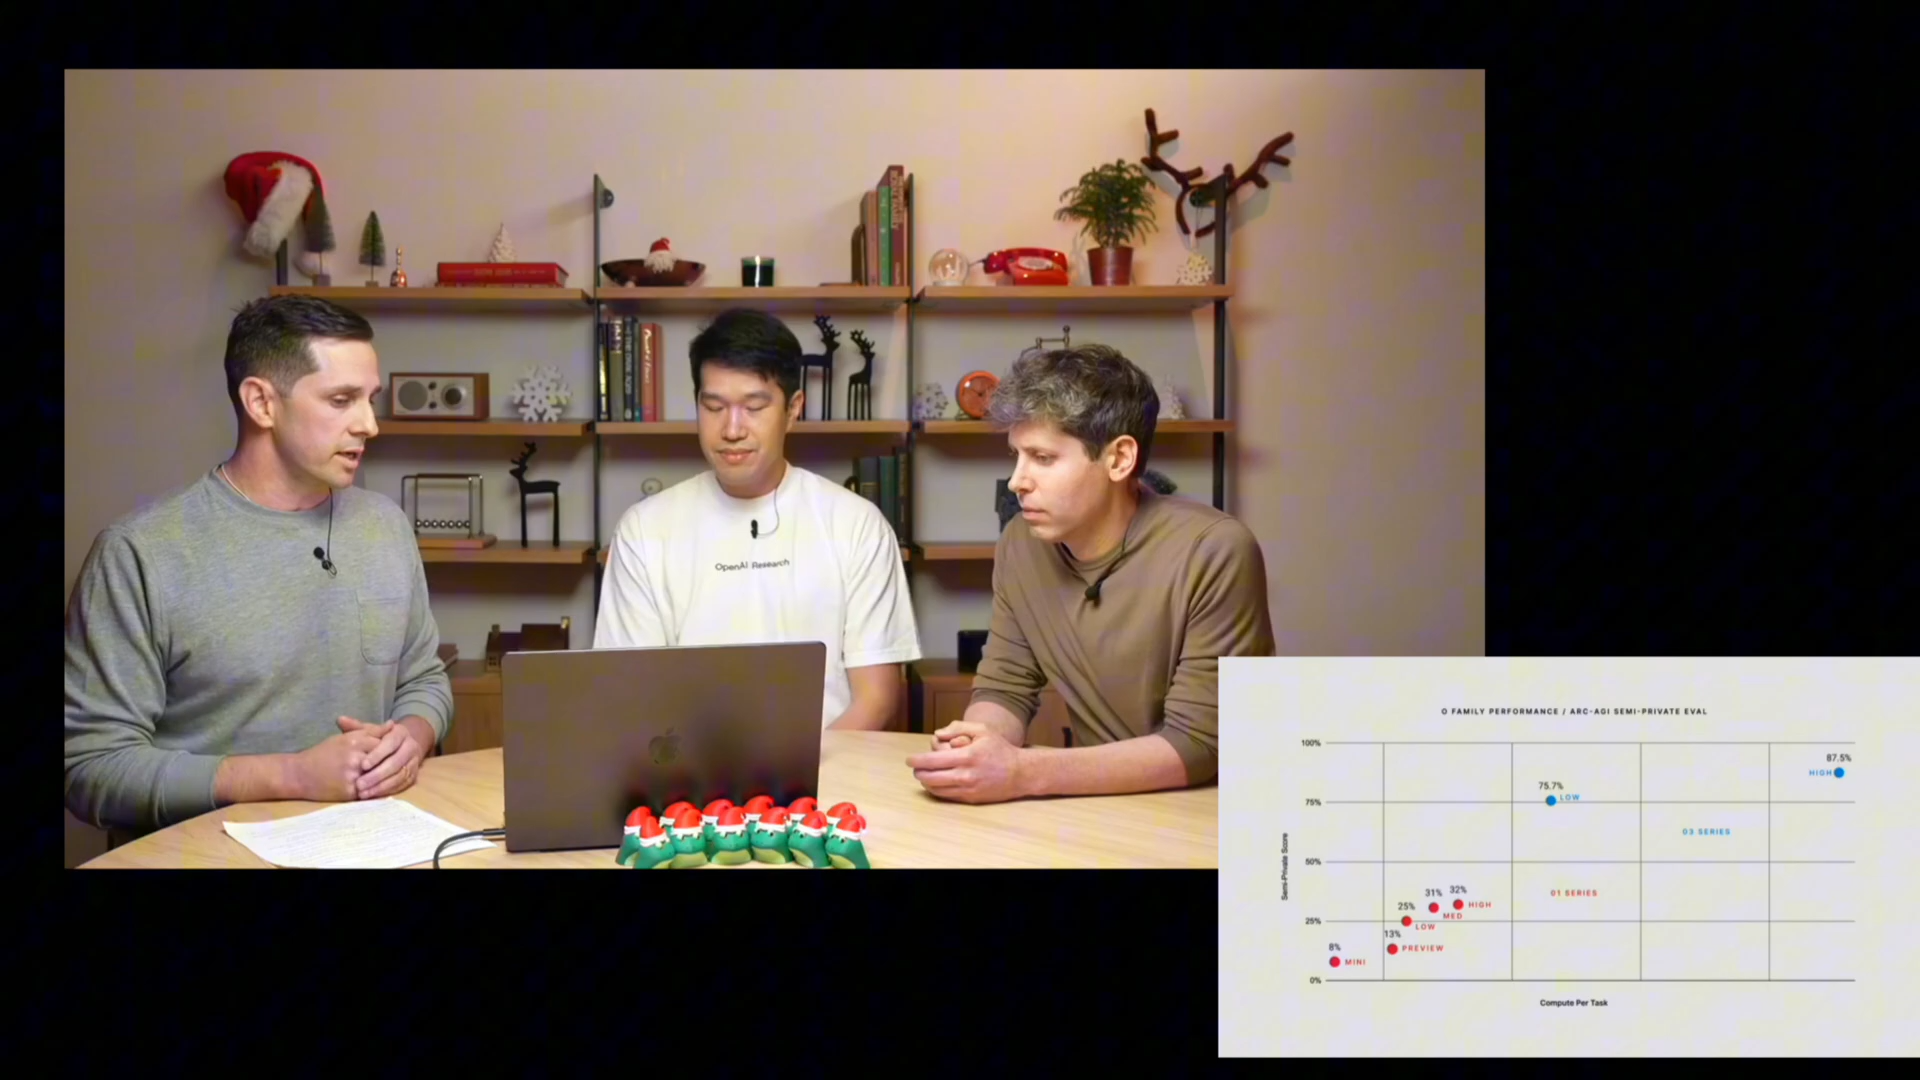 OpenAI Research
O FAMILY PERFORMANCE / ARC-AGI SEMI-PRIVATE EVAL
100%
75%
50%
25%
0%
Semi-Private Score
87.5%
HIGH
75.7%
LOW
O3 SERIES
O1 SERIES
32%
HIGH
31%
MED
25%
LOW
13%
PREVIEW
8%
MINI
Compute Per Task